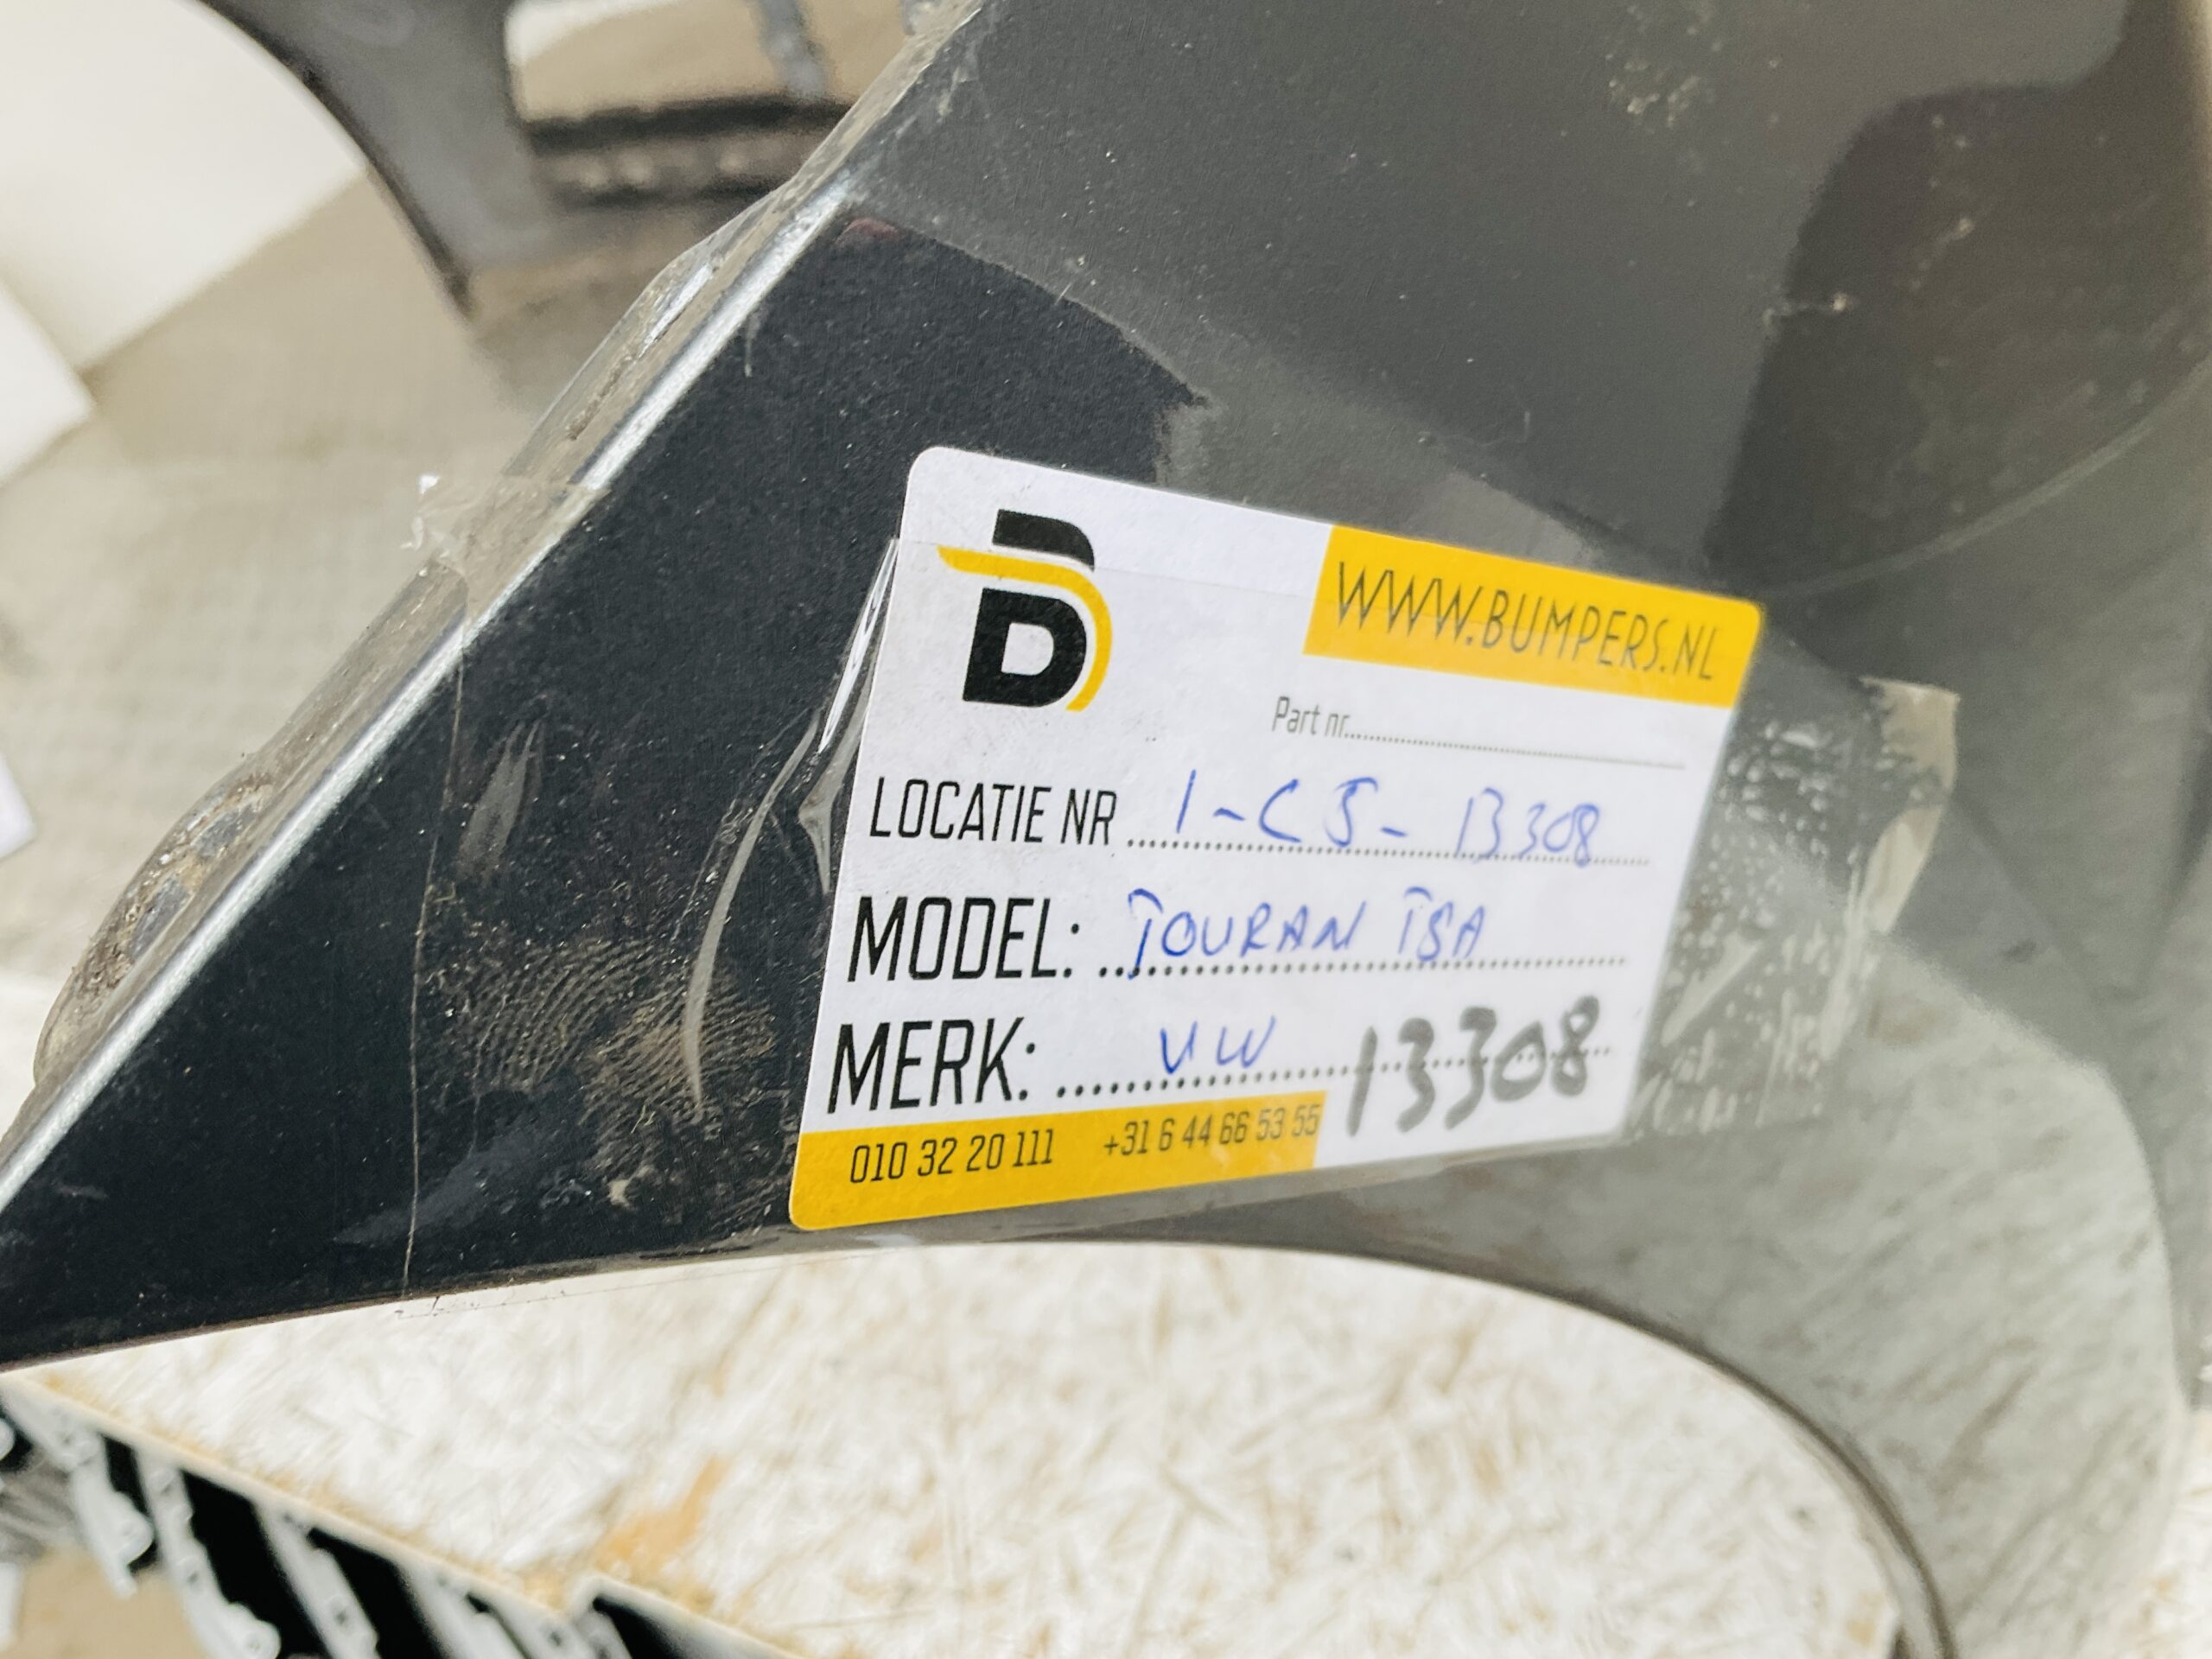 WWW.BUMPERS.NL
Part nr.....
LOCATIE NR ..... 1-C5-13308
MODEL: ..... TOURAN TSA
MERK: ..... VW 13308
010 32 20 111 +31 6 44 66 53 55